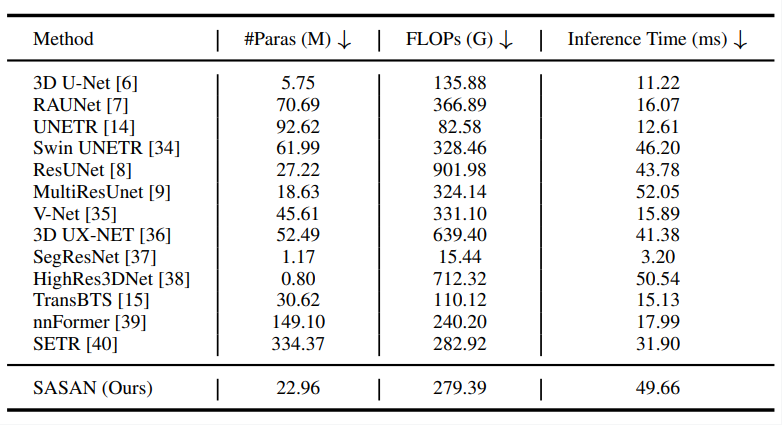 Method #Paras (M) ↓ FLOPs (G) ↓ Inference Time (ms) ↓
3D U-Net [6] 5.75 135.88 11.22
RAUNet [7] 70.69 366.89 16.07
UNETR [14] 92.62 82.58 12.61
Swin UNETR [34] 61.99 328.46 46.20
ResUNet [8] 27.22 901.98 43.78
MultiResUnet [9] 18.63 324.14 52.05
V-Net [35] 45.61 331.10 15.89
3D UX-NET [36] 52.49 639.40 41.38
SegResNet [37] 1.17 15.44 3.20
HighRes3DNet [38] 0.80 712.32 50.54
TransBTS [15] 30.62 110.12 15.13
nnFormer [39] 149.10 240.20 17.99
SETR [40] 334.37 282.92 31.90
SASAN (Ours) 22.96 279.39 49.66